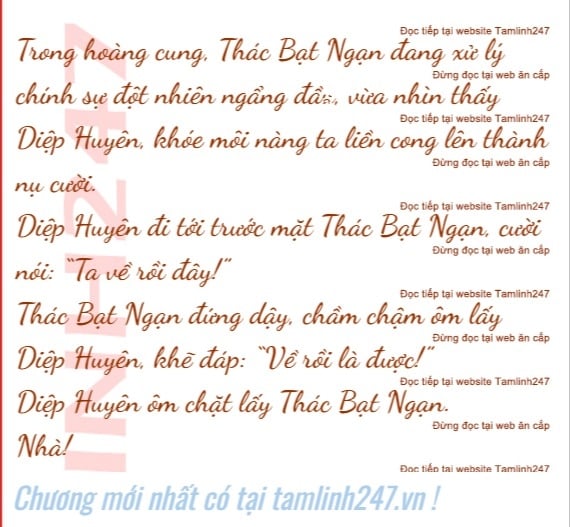 Đọc tiếp tại website Tamlinh247
Trong hoàng cung, Thác Bạt Ngạn đang xử lý
Đừng đọc tại web ăn cắp
chính sự đột nhiên ngẩng đầu, vừa nhìn thấy
Đọc tiếp tại website Tamlinh247
Diệp Huyên, khóe môi nàng ta liền cong lên thành
Đừng đọc tại web ăn cắp
nụ cười.
Đọc tiếp tại website Tamlinh247
Diệp Huyên đi tới trước mặt Thác Bạt Ngạn, cười
Đừng đọc tại web ăn cắp
nói: “Ta về rồi đây!”
Đọc tiếp tại website Tamlinh247
Thác Bạt Ngạn đứng dậy, chầm chậm ôm lấy
Đừng đọc tại web ăn cắp
Diệp Huyên, khẽ đáp: “Về rồi là được!”
Đọc tiếp tại website Tamlinh247
Diệp Huyên ôm chặt lấy Thác Bạt Ngạn.
Đừng đọc tại web ăn cắp
Nhà!
Đọc tiếp tại website Tamlinh247
INH247
Chương mới nhất có tại tamlinh247.vn !